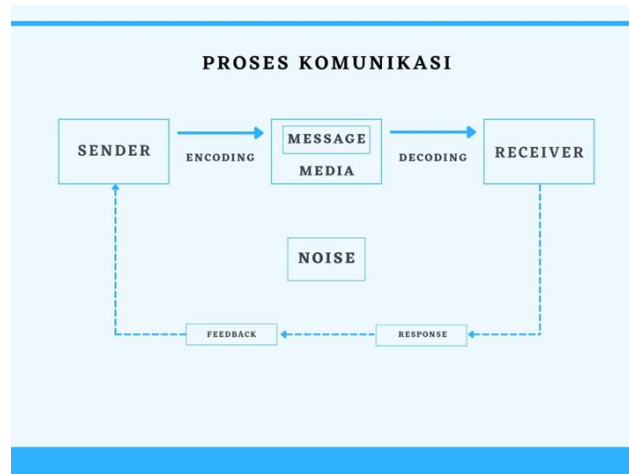 PROSES KOMUNIKASI
SENDER
ENCODING
MESSAGE
MEDIA
DECODING
RECEIVER
NOISE
FEEDBACK
RESPONSE